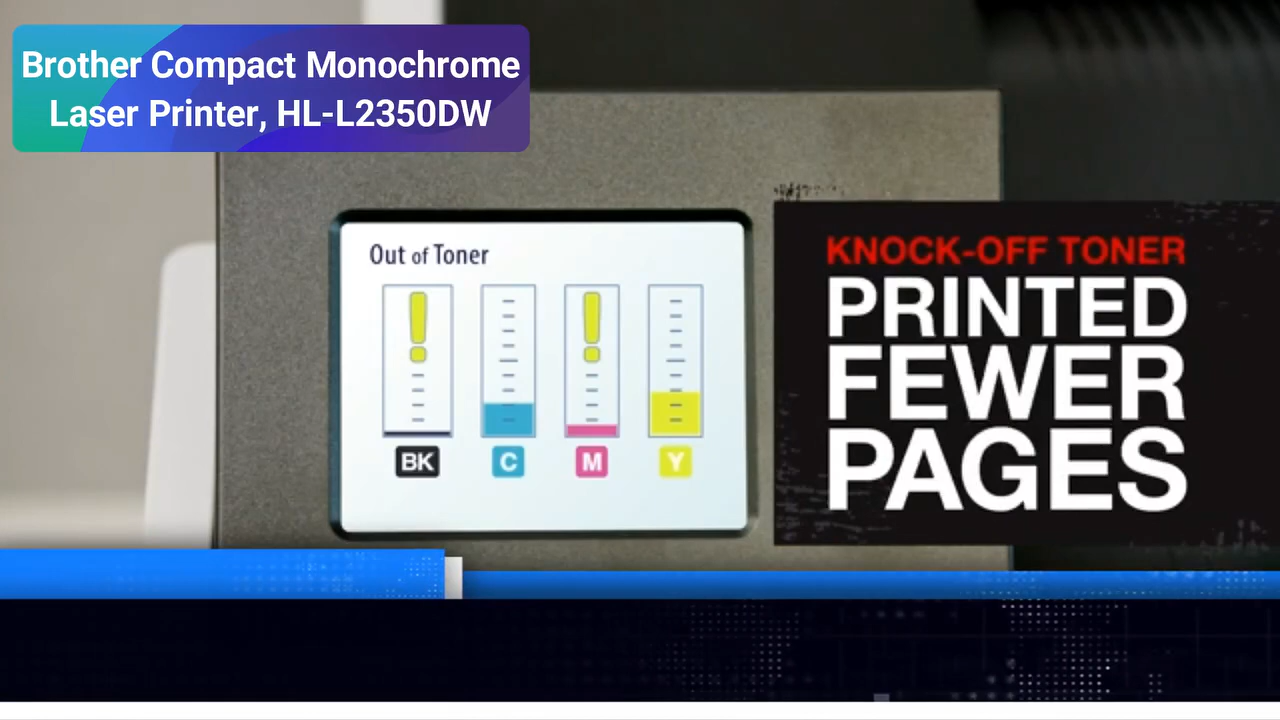 Brother Compact Monochrome
Laser Printer, HL-L2350DW
Out of Toner
BK C M Y
KNOCK-OFF TONER
PRINTED
FEWER
PAGES